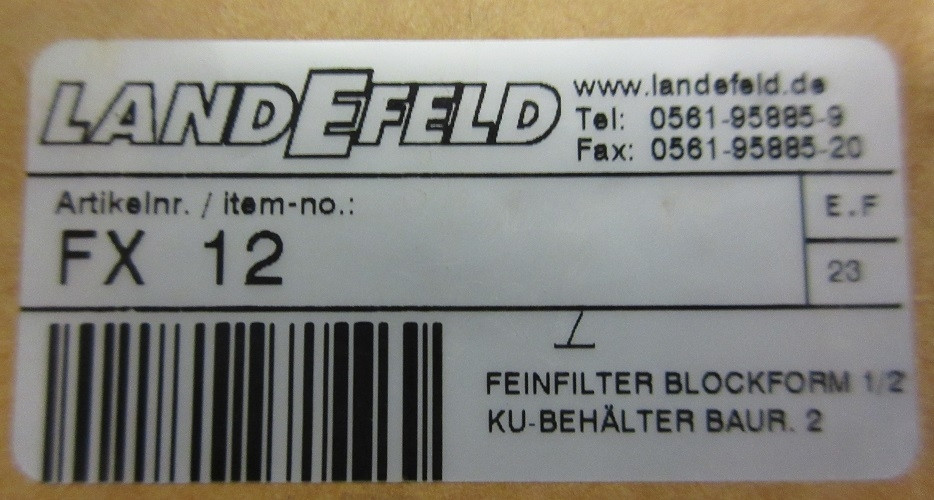 LANDEFELD
www.landefeld.de
Tel: 0561-95885-9
Fax: 0561-95885-20
Artikelnr. / item-no.:
FX 12
E.F
23
FEINFILTER BLOCKFORM 1/2
KU-BEHÄLTER BAUR. 2